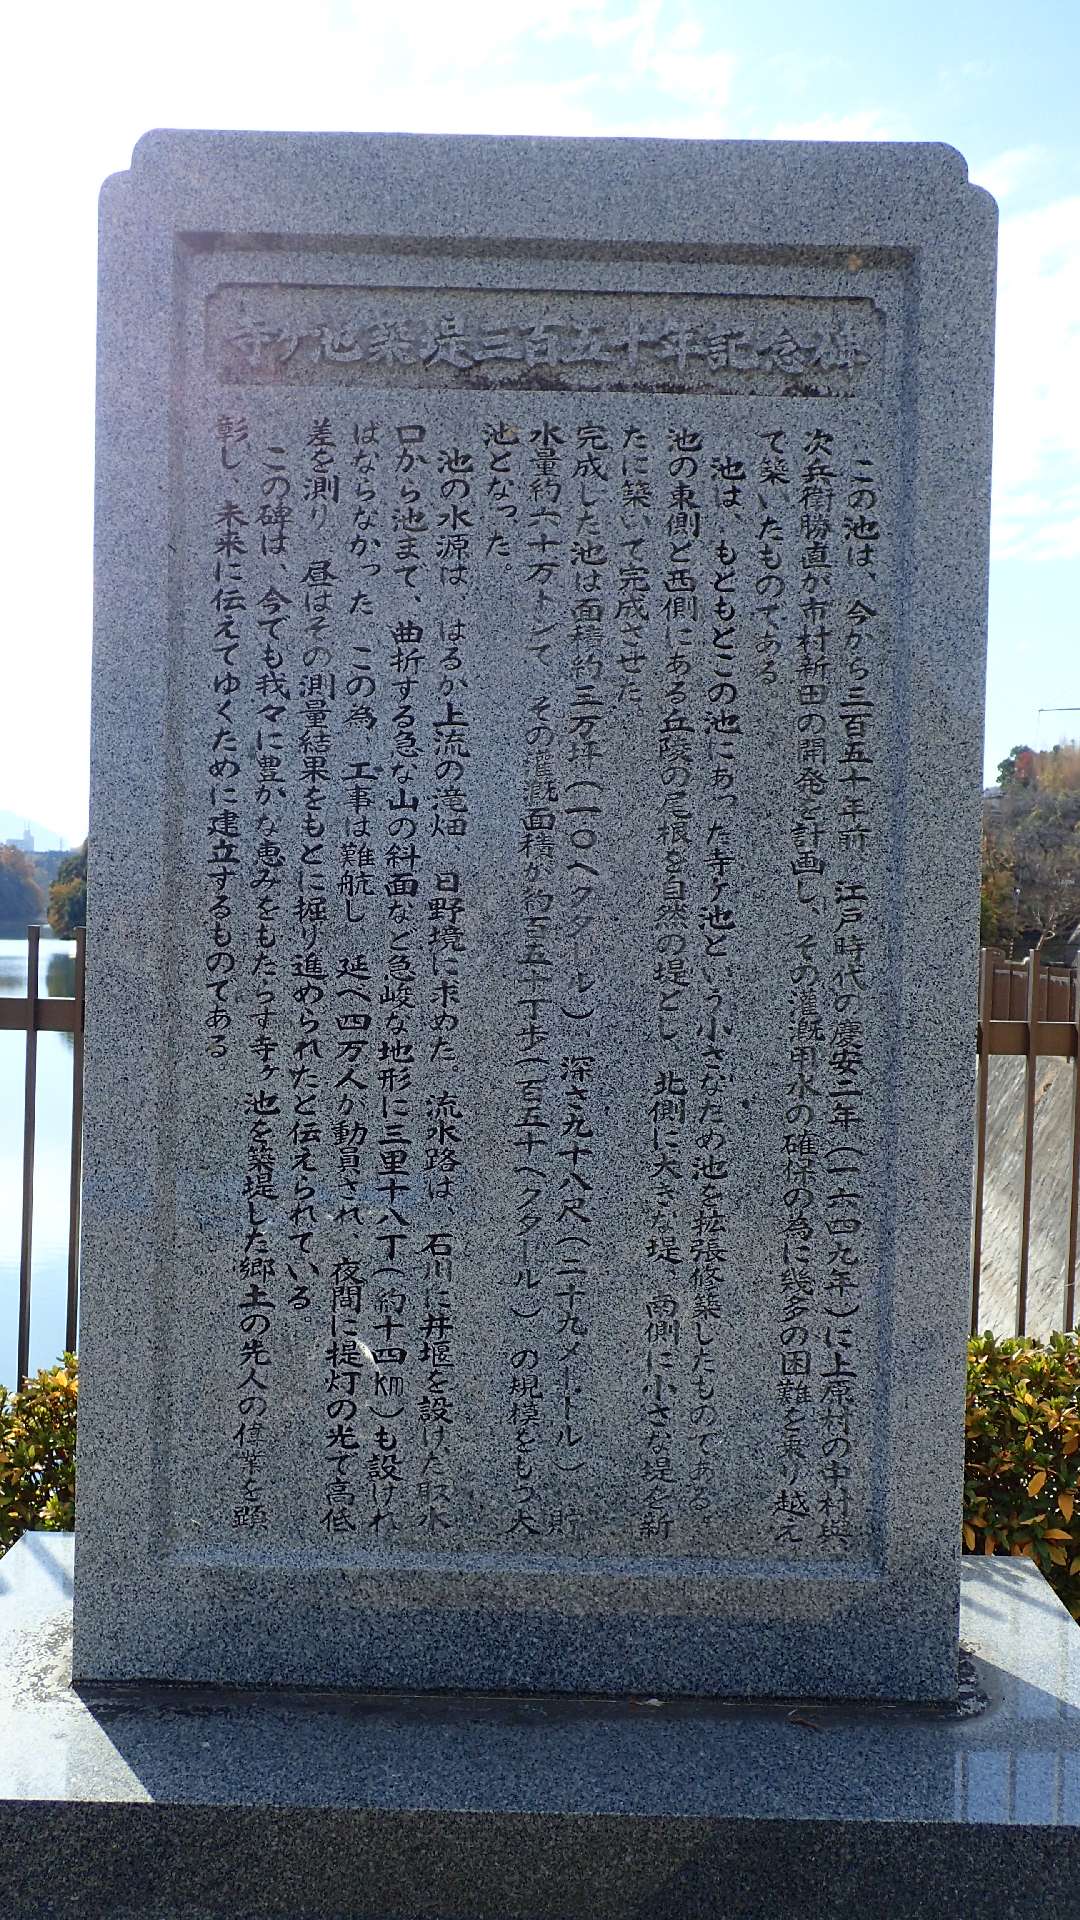 寺ヶ池築堤三百五十年記念碑
この池は、今から三百五十年前、江戸時代の慶安二年(一六四九年)に上原村の中村與
次兵衛勝直が市村新田の開発を計画し、その灌漑用水の確保の為に幾多の困難を乗り越え
て築いたものである。
池は、もともとこの池にあった寺ヶ池という小さなため池を拡張修築したものである。
池の東側と西側にある丘陵の尾根を自然の堤とし、北側に大きな堤、南側に小さな堤を新
たに築いて完成させた。
完成した池は面積約三万坪(一〇ヘクタール)、深さ九十八尺(二十九メートル)、貯
水量約六十万トンで、その灌漑面積が約百五十丁歩(百五十ヘクタール)の規模をもつ大
池となった。
池の水源は、はるか上流の滝畑、日野境に求めた。流水路は、石川に井堰を設けた取水
口から池まで、曲折する急な山の斜面など急峻な地形に三里十八丁(約十四km)も設けれ
ばならなかった。この為、工事は難航し、延べ四万人が動員され、夜間に提灯の光で高低
差を測り、昼はその測量結果をもとに掘り進められたと伝えられている。
この碑は、今でも我々に豊かな恵みをもたらす寺ヶ池を築堤した郷土の先人の偉業を顕
彰し、未来に伝えてゆくために建立するものである。